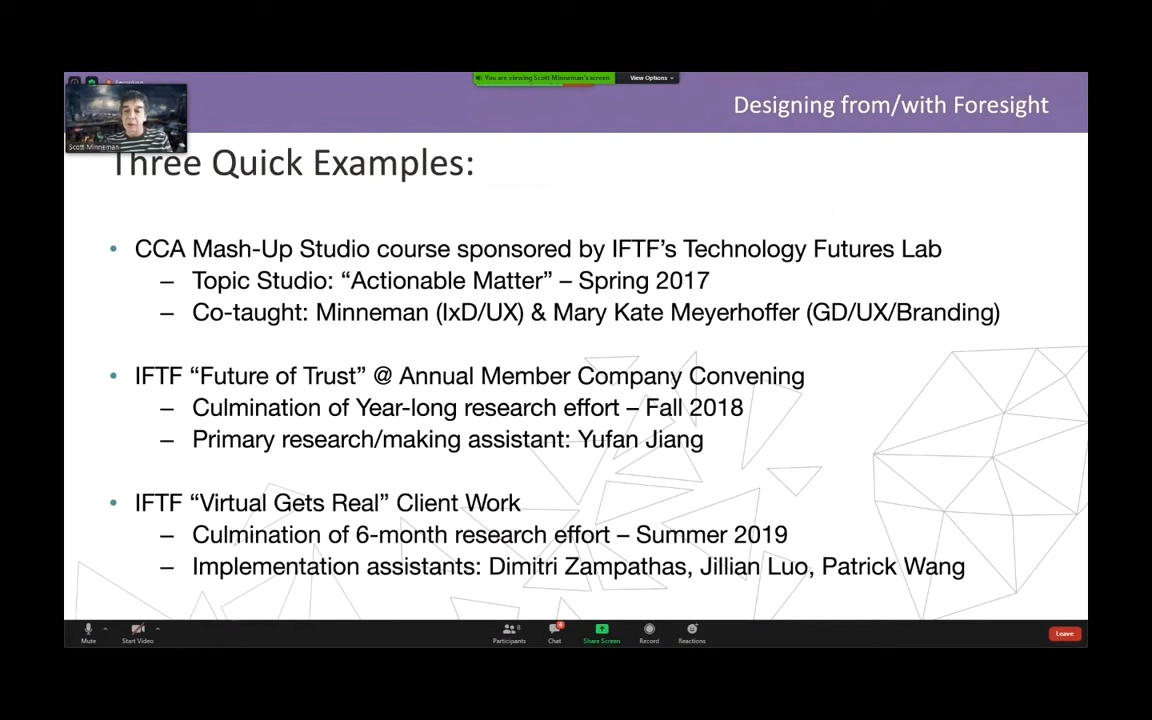 Recording
You are viewing Scott Minneman's screen
View Options
Designing from/with Foresight
Scott Minneman
Three Quick Examples:
• CCA Mash-Up Studio course sponsored by IFTF’s Technology Futures Lab
– Topic Studio: “Actionable Matter” – Spring 2017
– Co-taught: Minneman (IxD/UX) & Mary Kate Meyerhoffer (GD/UX/Branding)
• IFTF “Future of Trust” @ Annual Member Company Convening
– Culmination of Year-long research effort – Fall 2018
– Primary research/making assistant: Yufan Jiang
• IFTF “Virtual Gets Real” Client Work
– Culmination of 6-month research effort – Summer 2019
– Implementation assistants: Dimitri Zampathas, Jillian Luo, Patrick Wang
Mute
Start Video
Participants
8
Chat
Share Screen
Record
Reactions
Leave